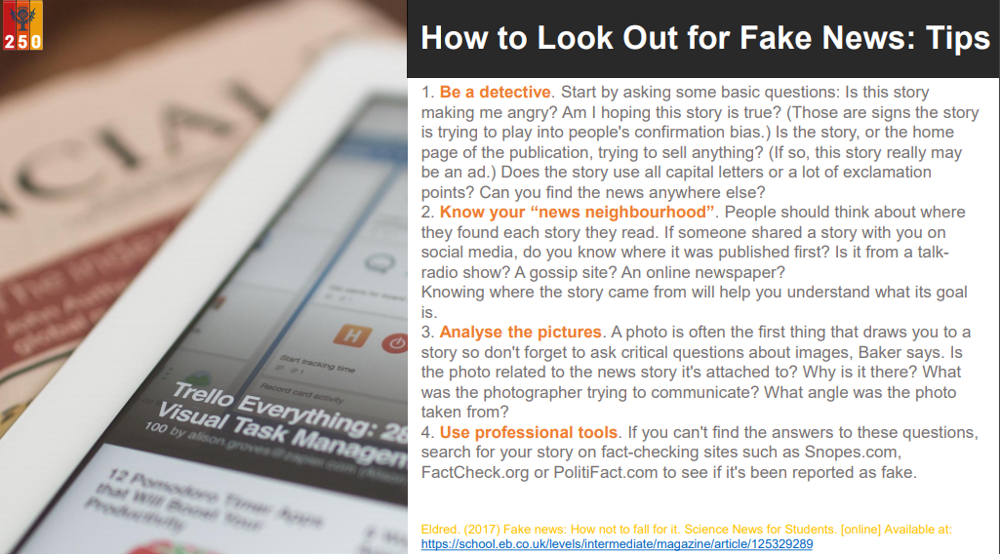 250
How to Look Out for Fake News: Tips
1. Be a detective. Start by asking some basic questions: Is this story
making me angry? Am I hoping this story is true? (Those are signs the story
is trying to play into people's confirmation bias.) Is the story, or the home
page of the publication, trying to sell anything? (If so, this story really may
be an ad.) Does the story use all capital letters or a lot of exclamation
points? Can you find the news anywhere else?
2. Know your “news neighbourhood”. People should think about where
they found each story they read. If someone shared a story with you on
social media, do you know where it was published first? Is it from a talk-
radio show? A gossip site? An online newspaper?
Knowing where the story came from will help you understand what its goal
is.
3. Analyse the pictures. A photo is often the first thing that draws you to a
story so don't forget to ask critical questions about images, Baker says. Is
the photo related to the news story it's attached to? Why is it there? What
was the photographer trying to communicate? What angle was the photo
taken from?
4. Use professional tools. If you can't find the answers to these questions,
search for your story on fact-checking sites such as Snopes.com,
FactCheck.org or PolitiFact.com to see if it's been reported as fake.
Eldred. (2017) Fake news: How not to fall for it. Science News for Students. [online] Available at:
https://school.eb.co.uk/levels/intermediate/magazine/article/125329289
H
Start tracking time
Record card activity
Trello Everything: 28
Visual Task Managem
100 by alison.groves@zapier.com
12 Pomodoro Timer Apps
that Will Boost Your
Productivity